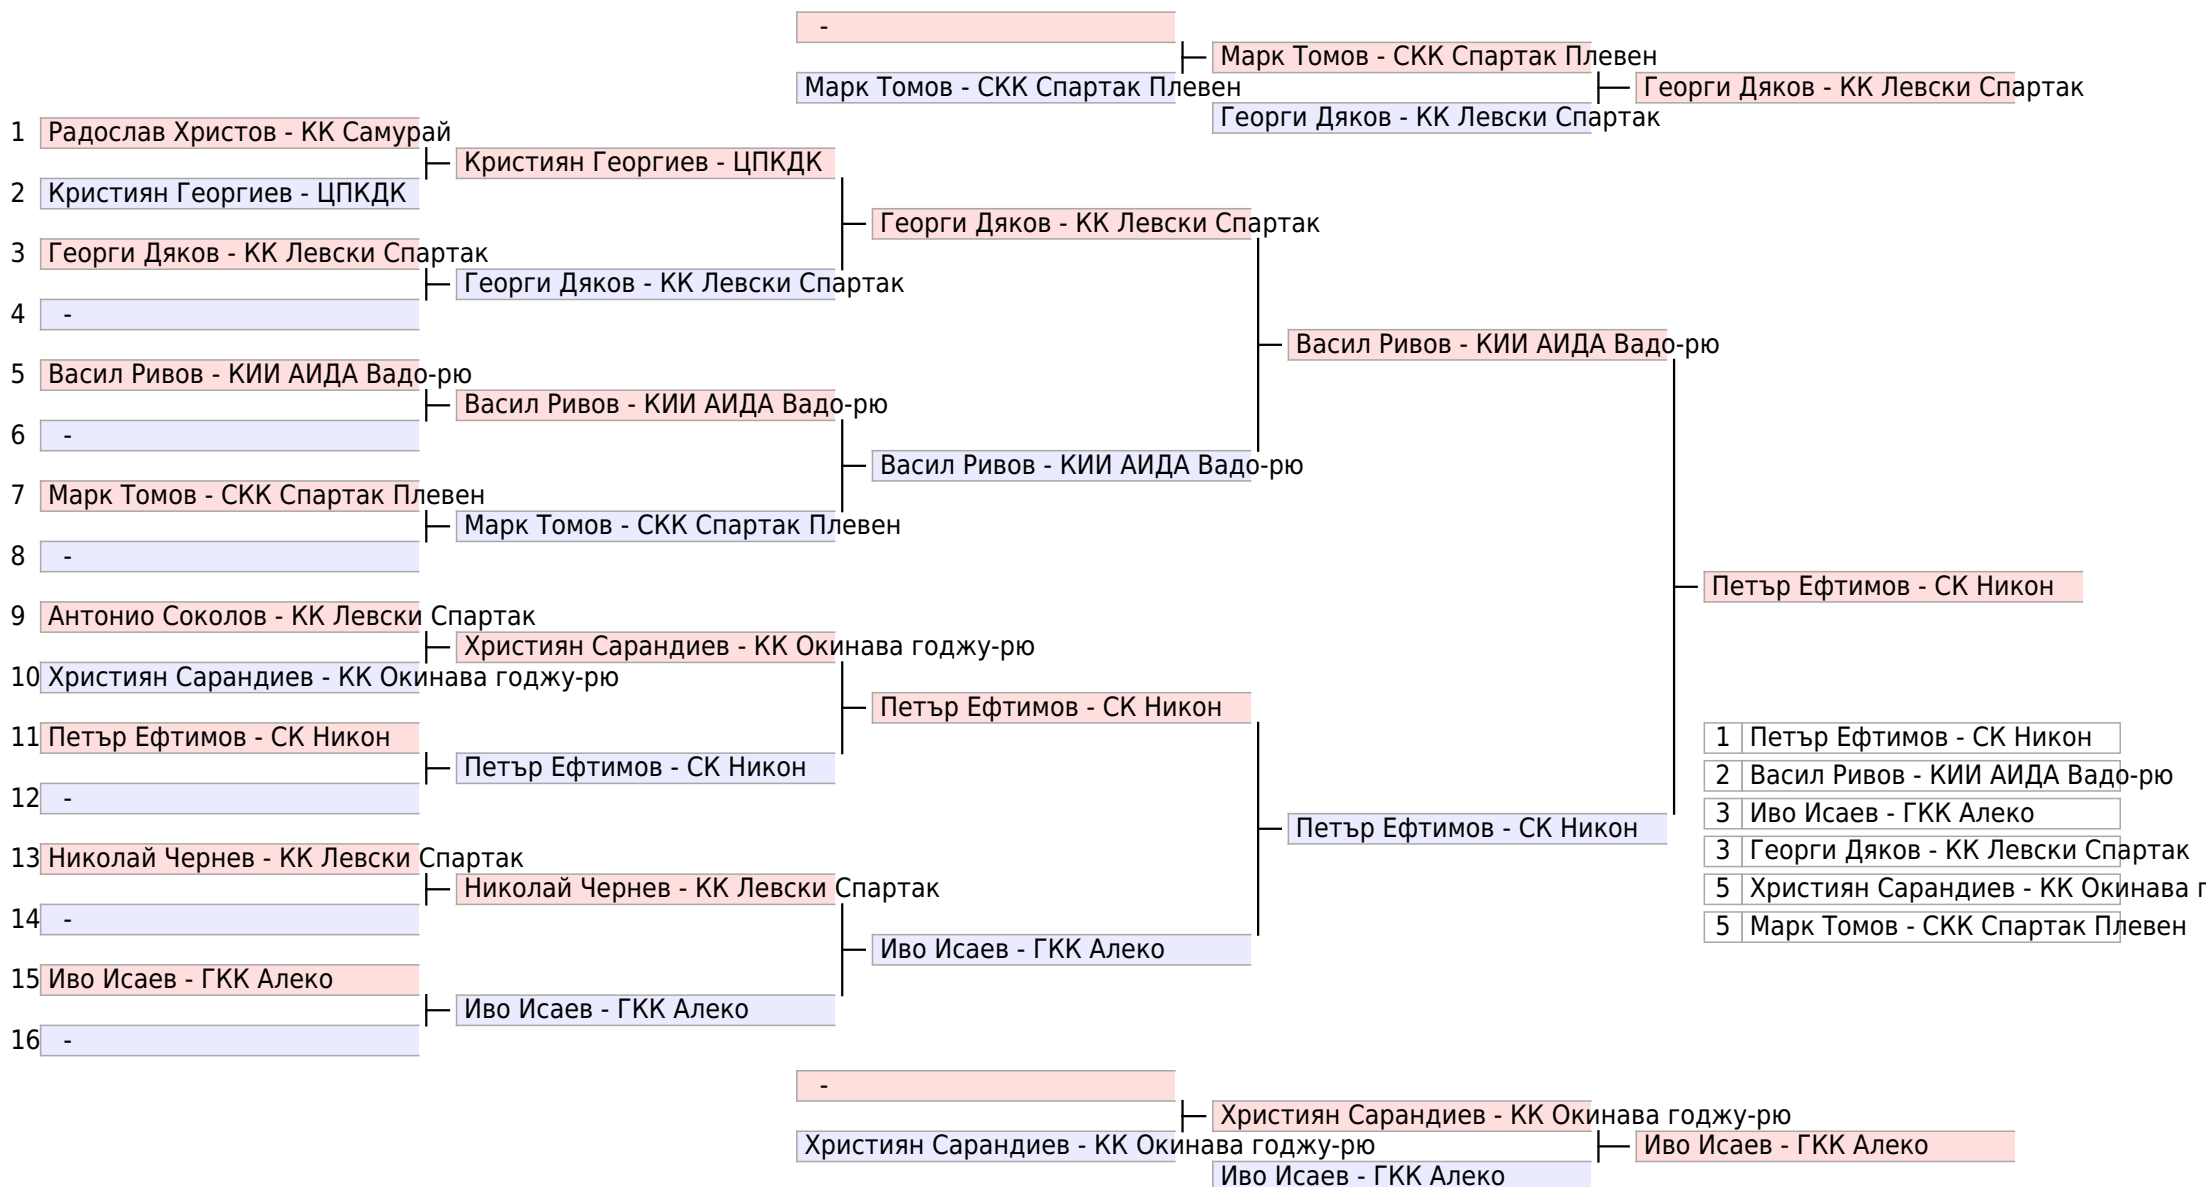 -
Марк Томов - СКК Спартак Плевен
Марк Томов - СКК Спартак Плевен
Георги Дяков - КК Левски Спартак
Георги Дяков - КК Левски Спартак
1 Радослав Христов - КК Самурай
Кристиян Георгиев - ЦПКДК
2 Кристиян Георгиев - ЦПКДК
Георги Дяков - КК Левски Спартак
3 Георги Дяков - КК Левски Спартак
Георги Дяков - КК Левски Спартак
4 -
Васил Ривов - КИИ АИДА Вадо-рю
5 Васил Ривов - КИИ АИДА Вадо-рю
Васил Ривов - КИИ АИДА Вадо-рю
6 -
Васил Ривов - КИИ АИДА Вадо-рю
7 Марк Томов - СКК Спартак Плевен
Марк Томов - СКК Спартак Плевен
8 -
Петър Ефтимов - СК Никон
9 Антонио Соколов - КК Левски Спартак
Християн Сарандиев - КК Окинава годжу-рю
10 Християн Сарандиев - КК Окинава годжу-рю
Петър Ефтимов - СК Никон
11 Петър Ефтимов - СК Никон
Петър Ефтимов - СК Никон
12 -
Петър Ефтимов - СК Никон
13 Николай Чернев - КК Левски Спартак
Николай Чернев - КК Левски Спартак
14 -
Иво Исаев - ГКК Алеко
15 Иво Исаев - ГКК Алеко
Иво Исаев - ГКК Алеко
16 -
1 Петър Ефтимов - СК Никон
2 Васил Ривов - КИИ АИДА Вадо-рю
3 Иво Исаев - ГКК Алеко
3 Георги Дяков - КК Левски Спартак
5 Християн Сарандиев - КК Окинава
5 Марк Томов - СКК Спартак Плевен
-
Християн Сарандиев - КК Окинава годжу-рю
Християн Сарандиев - КК Окинава годжу-рю
Иво Исаев - ГКК Алеко
Иво Исаев - ГКК Алеко